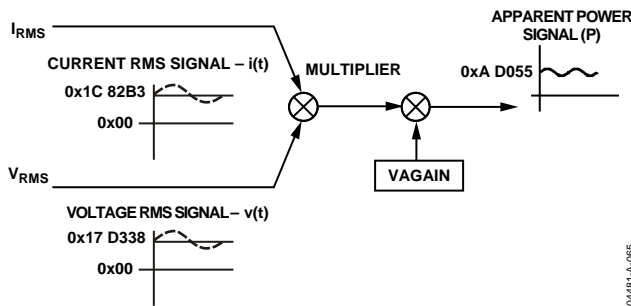 I_RMS
CURRENT RMS SIGNAL – i(t)
0x1C 82B3
0x00
MULTIPLIER
APPARENT POWER
SIGNAL (P)
0xA D055
VAGAIN
V_RMS
VOLTAGE RMS SIGNAL – v(t)
0x17 D338
0x00
04481-A-065